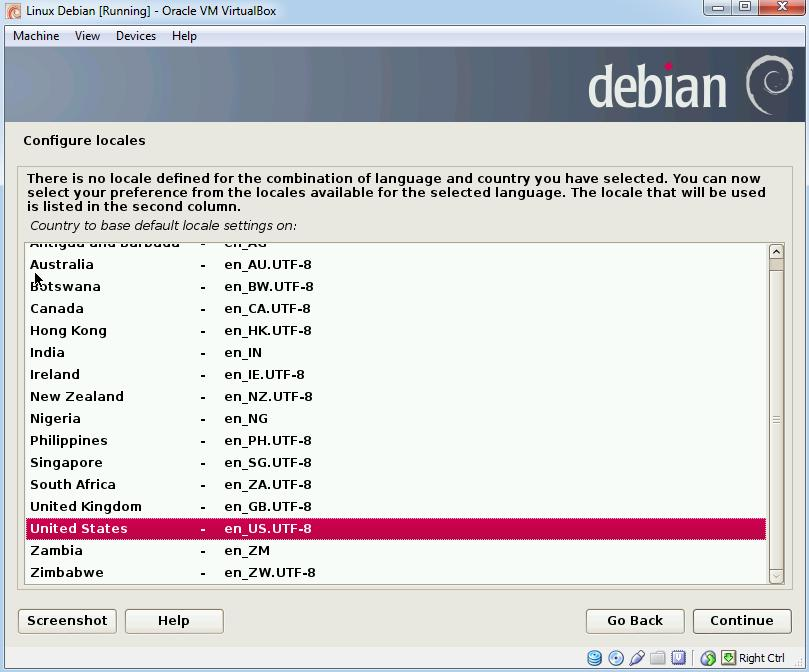 Linux Debian [Running] - Oracle VM VirtualBox
Machine View Devices Help
debian
Configure locales
There is no locale defined for the combination of language and country you have selected. You can now
select your preference from the locales available for the selected language. The locale that will be used
is listed in the second column.
Country to base default locale settings on:
Antigua and Barbuda - en_AG
Australia - en_AU.UTF-8
Botswana - en_BW.UTF-8
Canada - en_CA.UTF-8
Hong Kong - en_HK.UTF-8
India - en_IN
Ireland - en_IE.UTF-8
New Zealand - en_NZ.UTF-8
Nigeria - en_NG
Philippines - en_PH.UTF-8
Singapore - en_SG.UTF-8
South Africa - en_ZA.UTF-8
United Kingdom - en_GB.UTF-8
United States - en_US.UTF-8
Zambia - en_ZM
Zimbabwe - en_ZW.UTF-8
Screenshot Help Go Back Continue
Right Ctrl